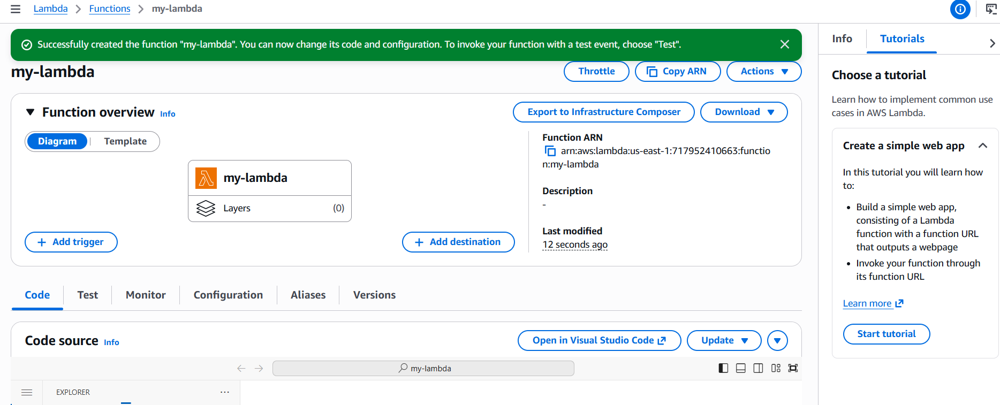 Lambda
Functions
my-lambda
Successfully created the function "my-lambda". You can now change its code and configuration. To invoke your function with a test event, choose "Test".
my-lambda
Throttle
Copy ARN
Actions
Function overview Info
Export to Infrastructure Composer
Download
Diagram
Template
my-lambda
Layers
(0)
+ Add trigger
+ Add destination
Function ARN
arn:aws:lambda:us-east-1:717952410663:functio
n:my-lambda
Description
-
Last modified
12 seconds ago
Code
Test
Monitor
Configuration
Aliases
Versions
Code source Info
Open in Visual Studio Code
Update
my-lambda
EXPLORER
...
Info
Tutorials
Choose a tutorial
Learn how to implement common use
cases in AWS Lambda.
Create a simple web app
In this tutorial you will learn how
to:
• Build a simple web app,
consisting of a Lambda
function with a function URL
that outputs a webpage
• Invoke your function through
its function URL
Learn more
Start tutorial